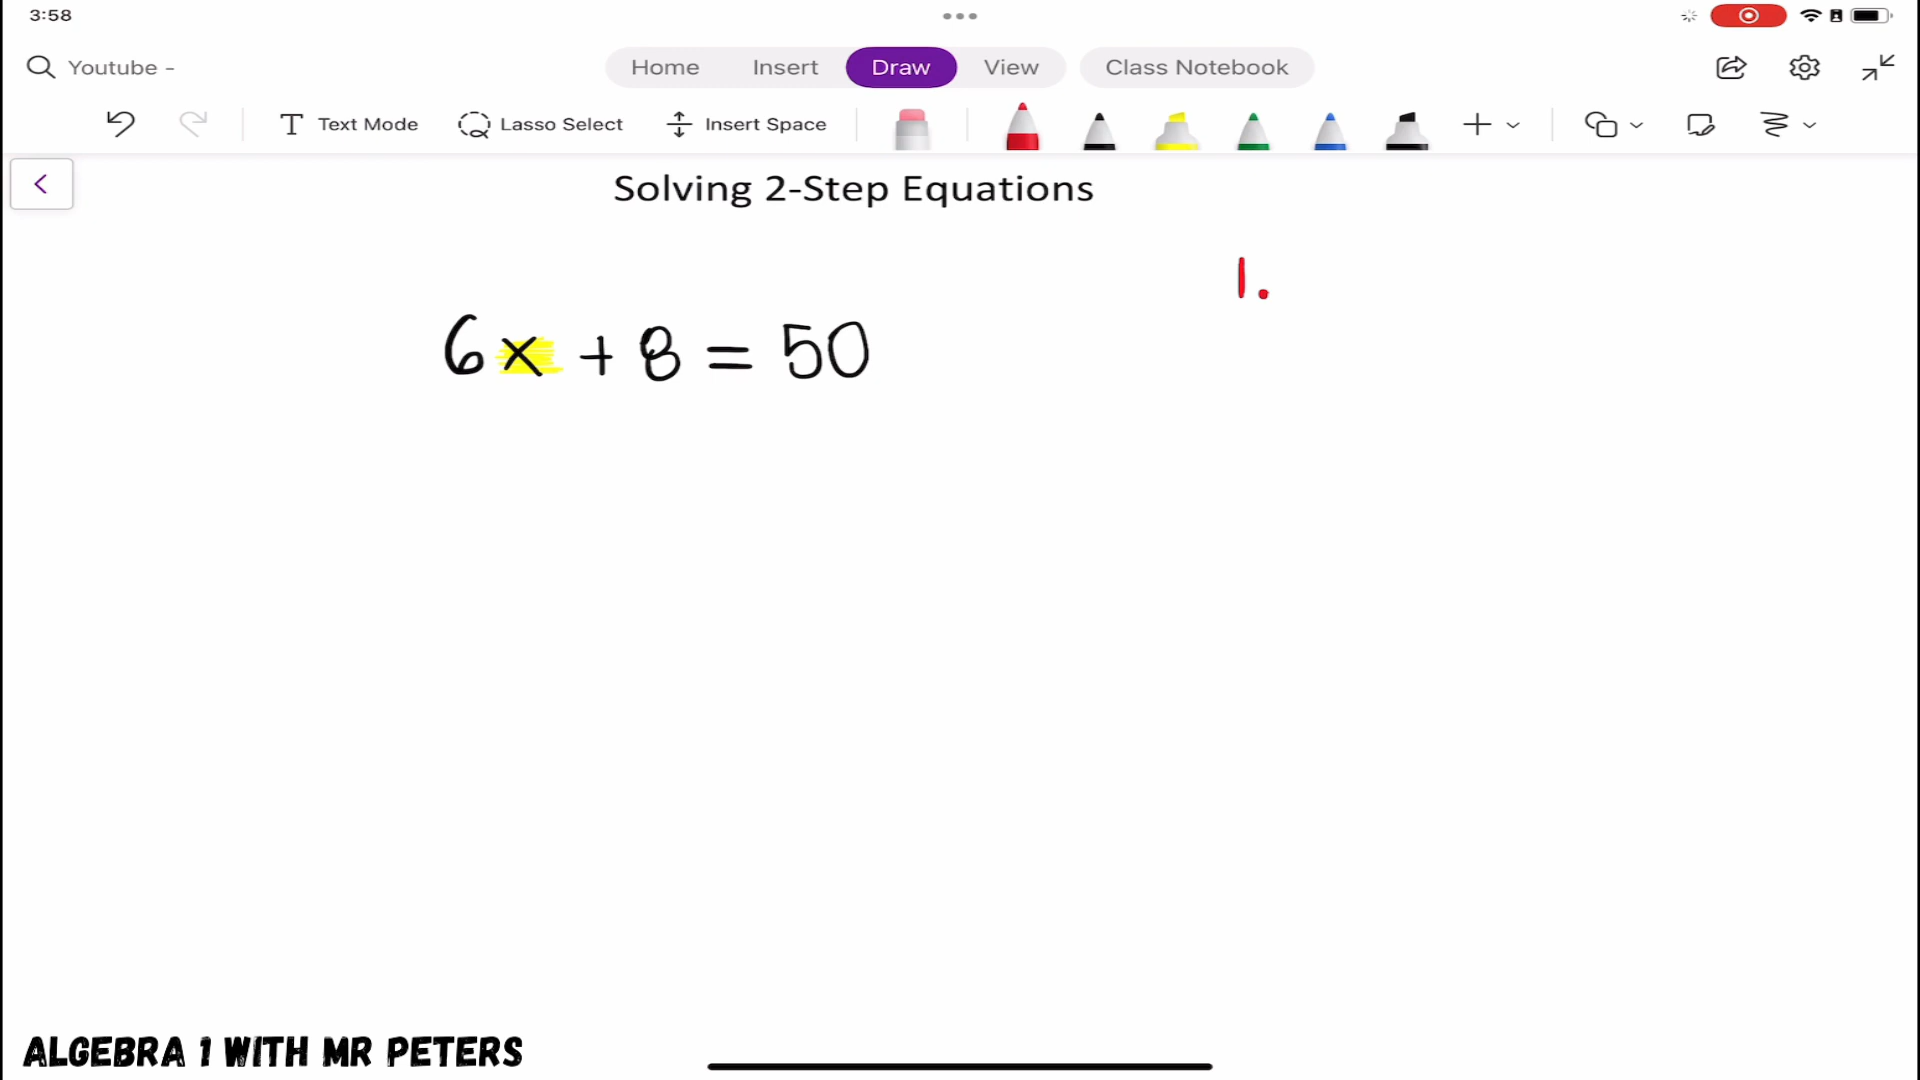 3:58
Youtube -
Home Insert Draw View Class Notebook
Text Mode Lasso Select Insert Space
Solving 2-Step Equations
1.
6x + 8 = 50
ALGEBRA 1 WITH MR PETERS